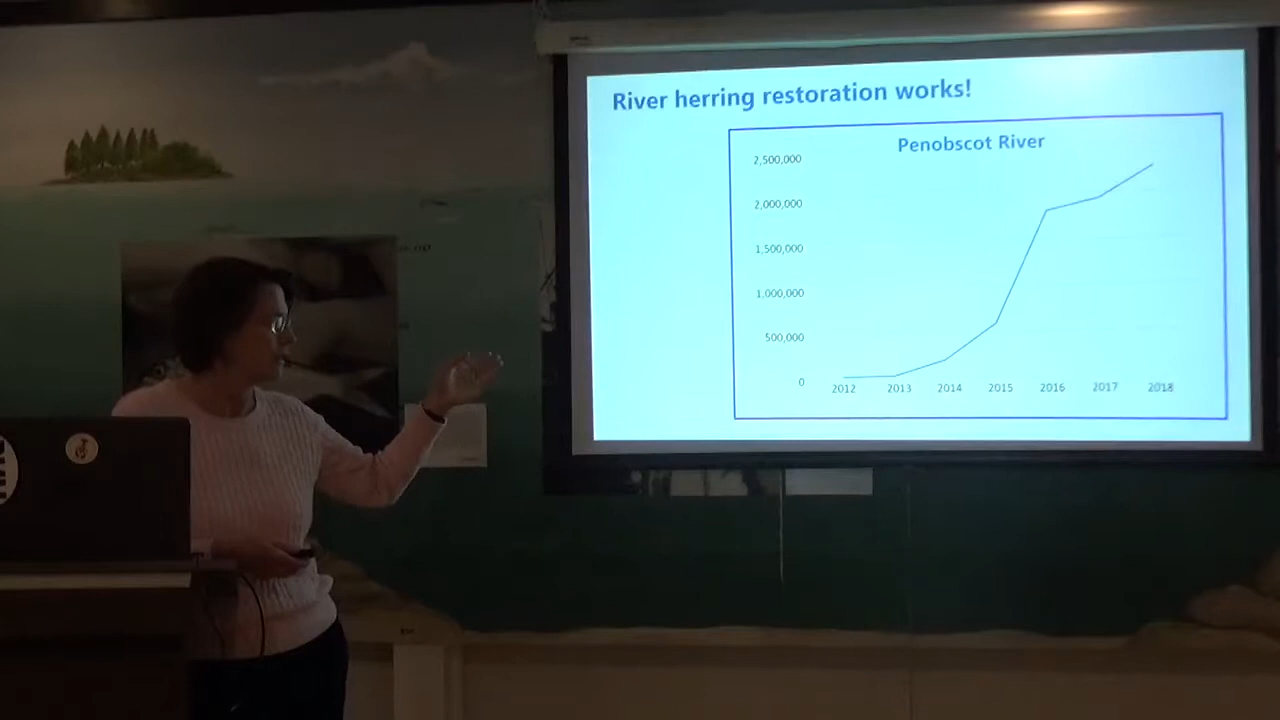 River herring restoration works!
Penobscot River
2,500,000
2,000,000
1,500,000
1,000,000
500,000
0
2012 2013 2014 2015 2016 2017 2018